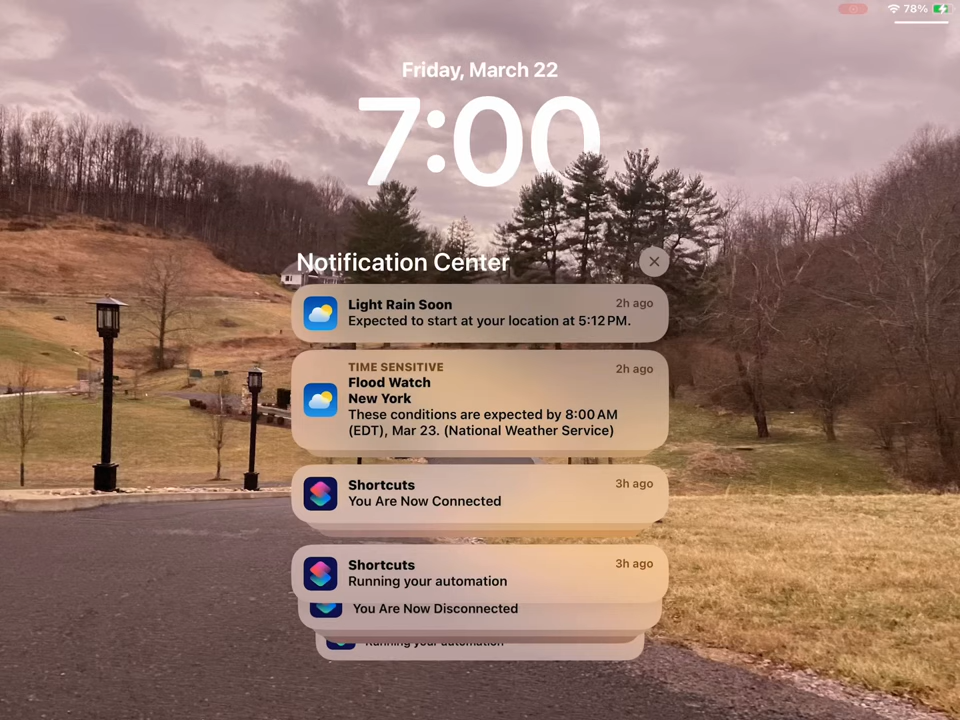 78%
Friday, March 22
7:00
Notification Center
Light Rain Soon
2h ago
Expected to start at your location at 5:12 PM.
TIME SENSITIVE
2h ago
Flood Watch
New York
These conditions are expected by 8:00 AM
(EDT), Mar 23. (National Weather Service)
Shortcuts
3h ago
You Are Now Connected
Shortcuts
3h ago
Running your automation
You Are Now Disconnected
Running your automation